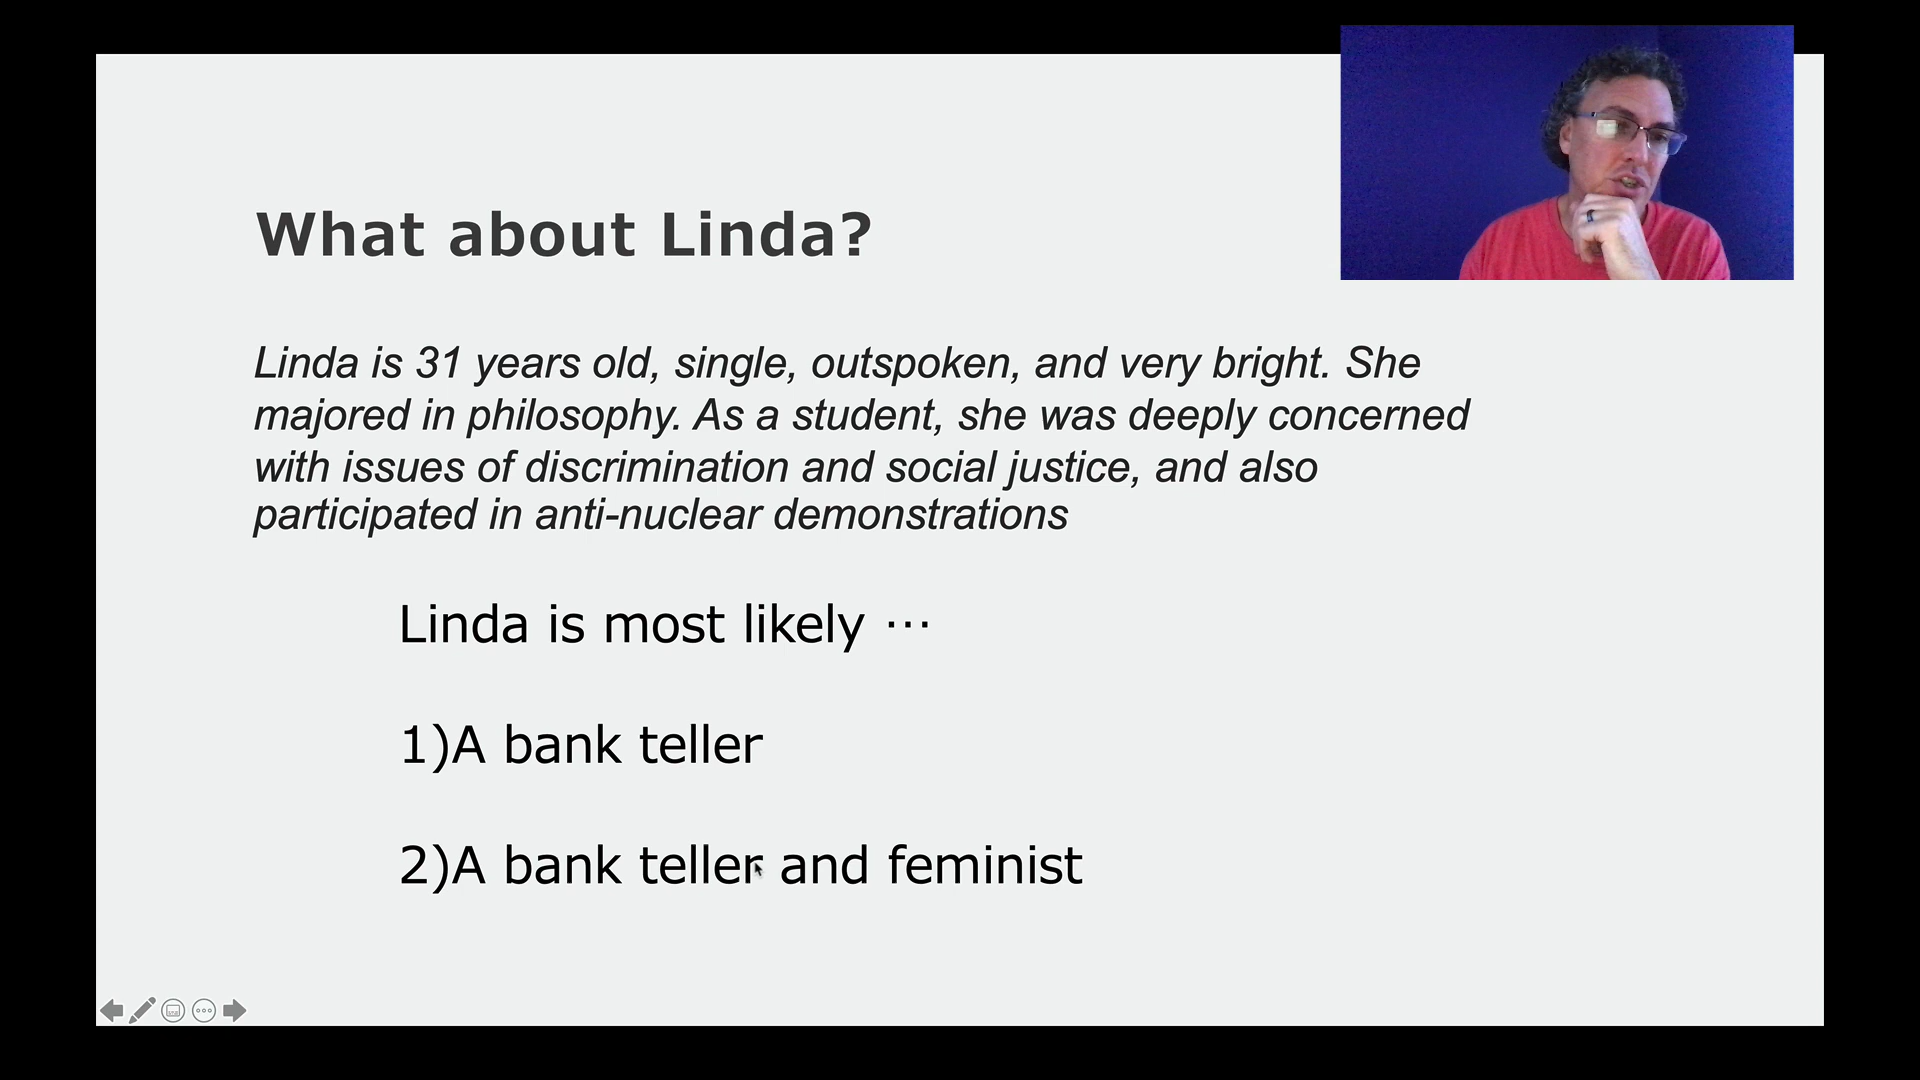 What about Linda?
Linda is 31 years old, single, outspoken, and very bright. She
majored in philosophy. As a student, she was deeply concerned
with issues of discrimination and social justice, and also
participated in anti-nuclear demonstrations
Linda is most likely ⋯
1)A bank teller
2)A bank teller and feminist